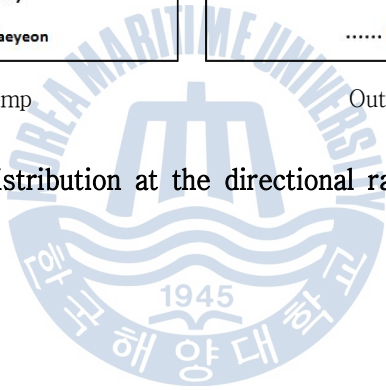 aeyeon
......
mp
Out
KOREA MARITIME UNIVERSITY
istribution at the directional ra
1945
한국해양대학교